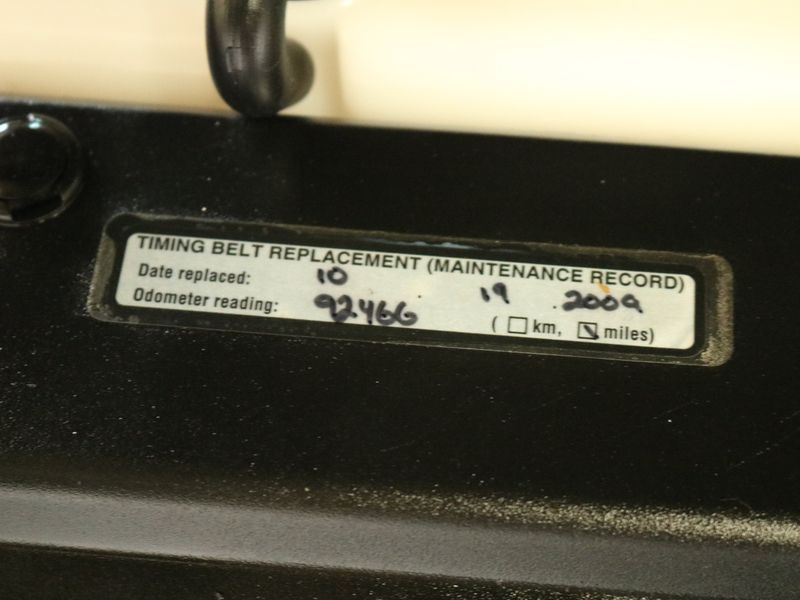 TIMING BELT REPLACEMENT (MAINTENANCE RECORD)
Date replaced: 10 19 2009
Odometer reading: 92466 ( km, miles)